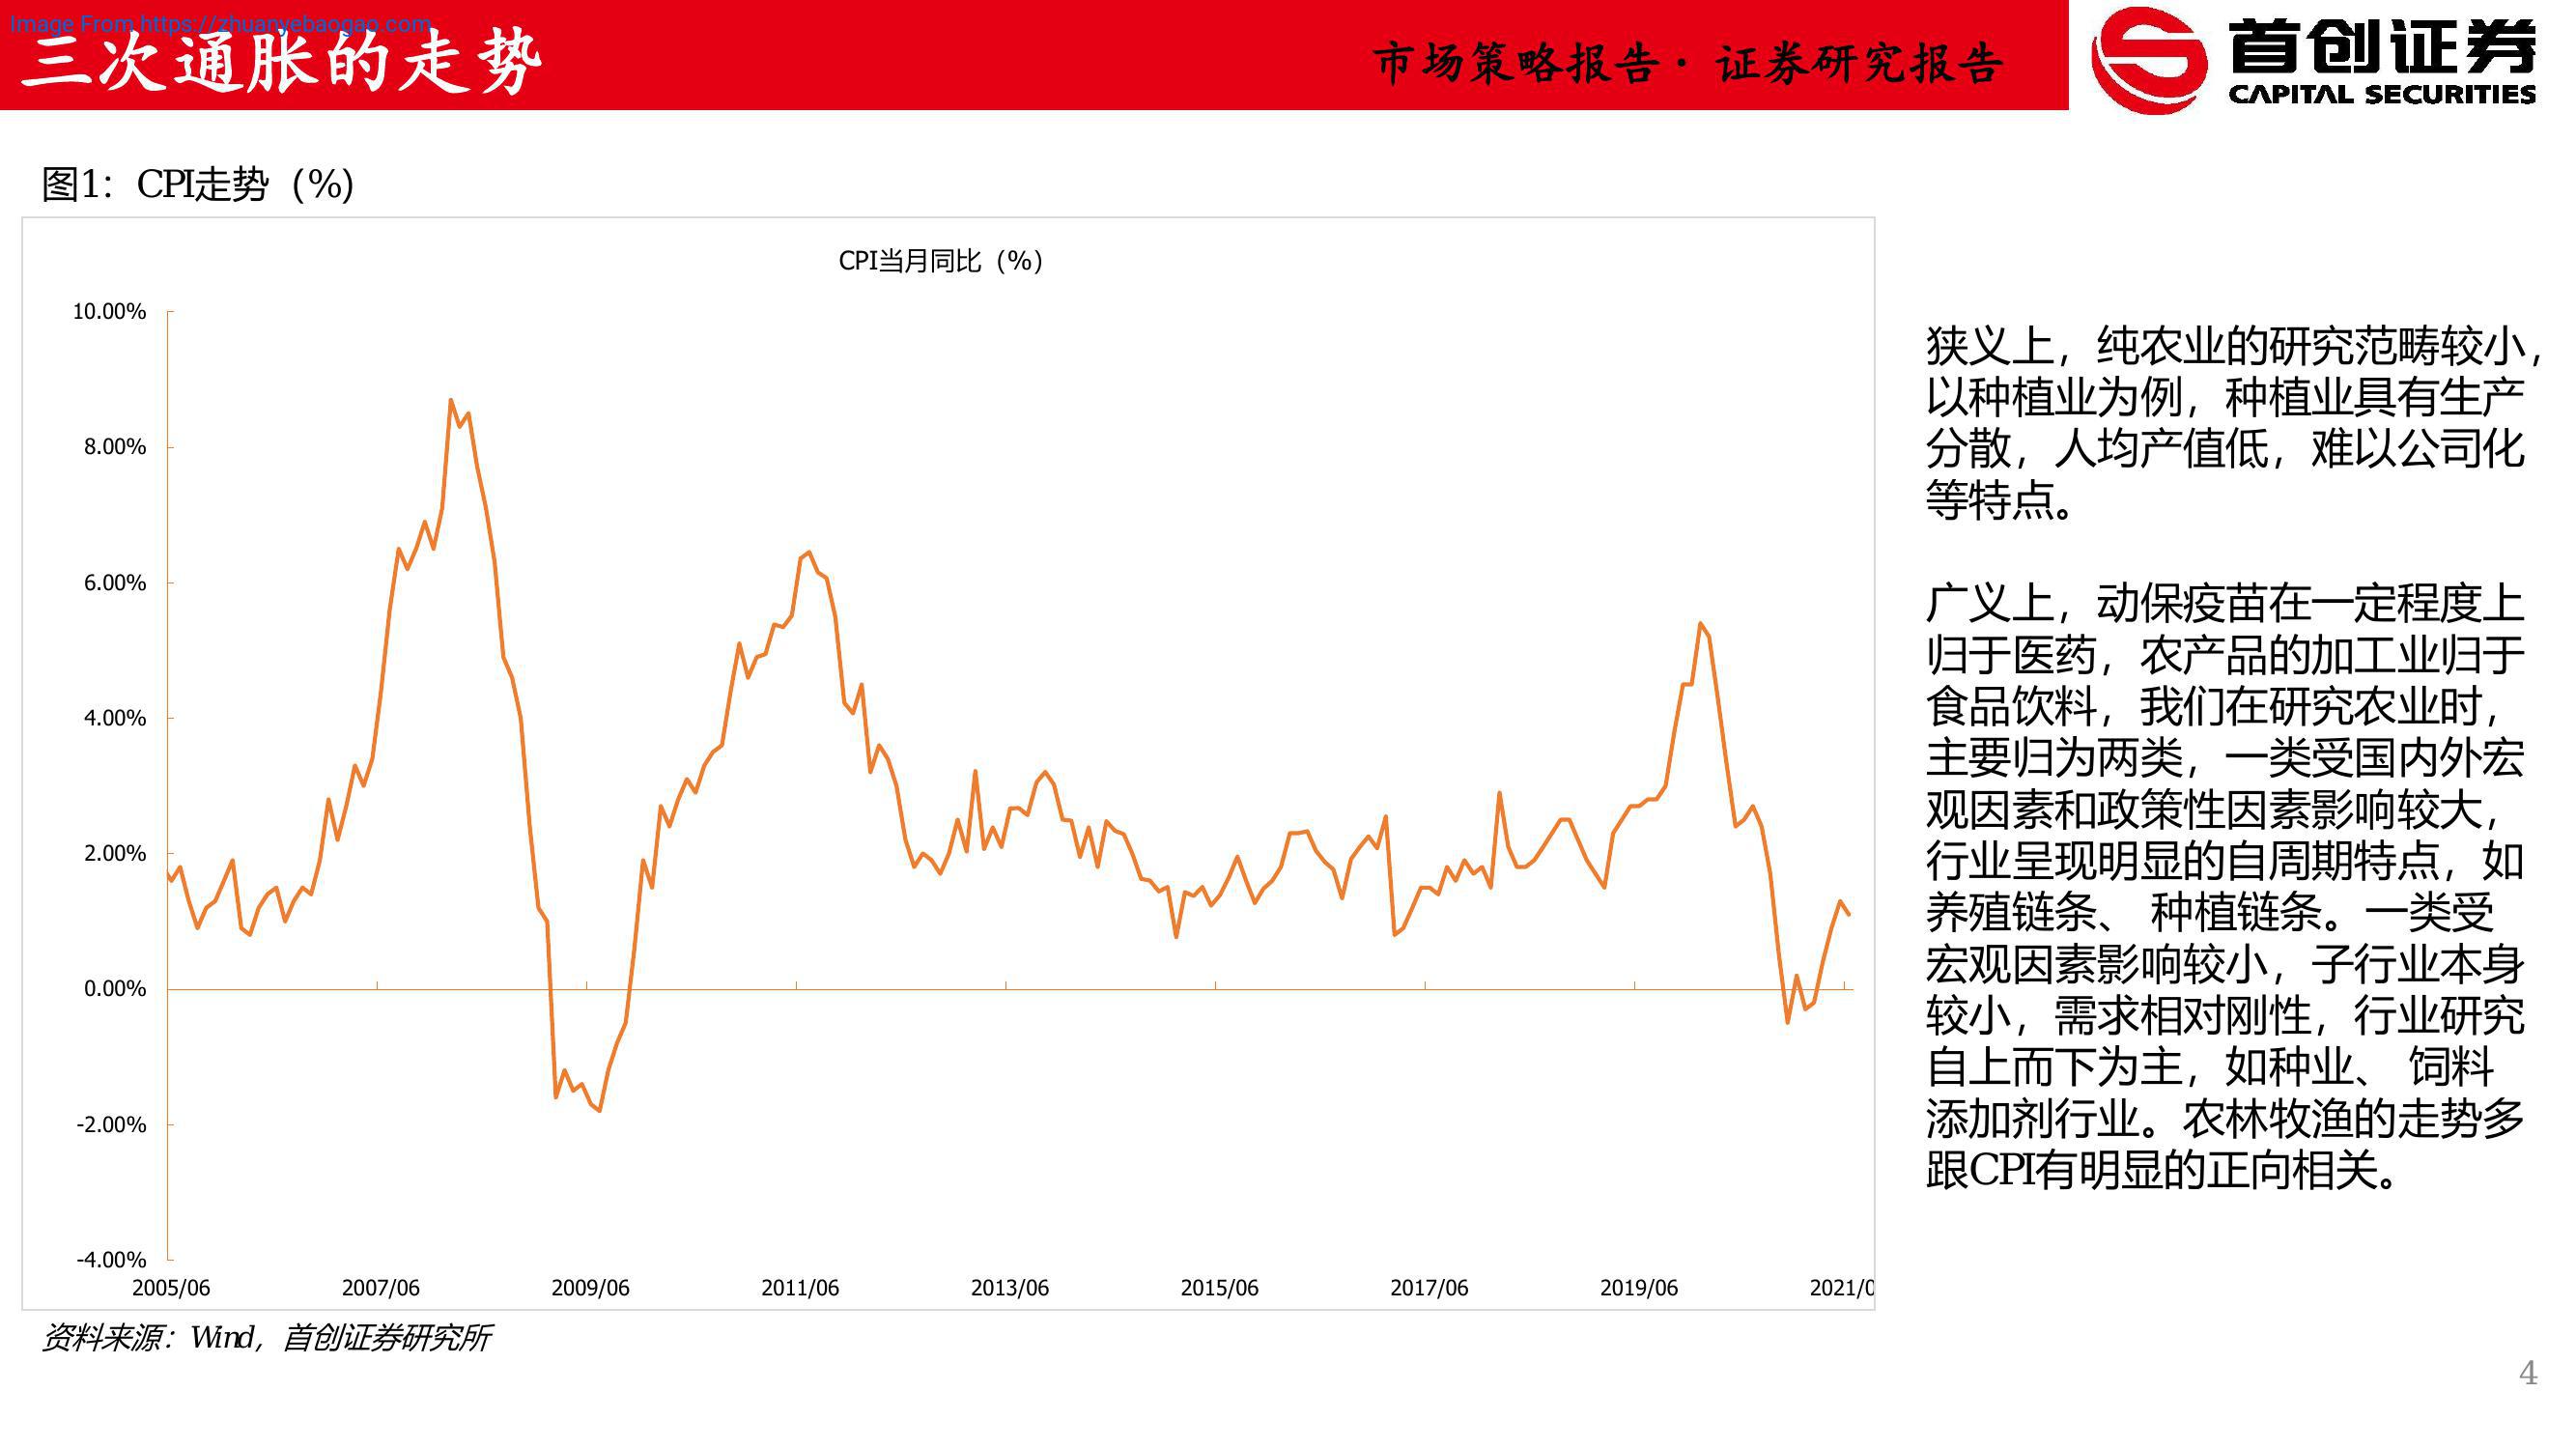 Image From https://zhuanyebaogao.com
三次通胀的走势
市场策略报告· 证券研究报告
首创证券
CAPITAL SECURITIES
图1：CPI走势（%）
CPI当月同比（%）
10.00%
8.00%
6.00%
4.00%
2.00%
0.00%
-2.00%
-4.00%
2005/06 2007/06 2009/06 2011/06 2013/06 2015/06 2017/06 2019/06 2021/0
资料来源：Wind，首创证券研究所
狭义上，纯农业的研究范畴较小，
以种植业为例，种植业具有生产
分散，人均产值低，难以公司化
等特点。
广义上，动保疫苗在一定程度上
归于医药，农产品的加工业归于
食品饮料，我们在研究农业时，
主要归为两类，一类受国内外宏
观因素和政策性因素影响较大，
行业呈现明显的自周期特点，如
养殖链条、 种植链条。一类受
宏观因素影响较小，子行业本身
较小，需求相对刚性，行业研究
自上而下为主，如种业、 饲料
添加剂行业。农林牧渔的走势多
跟CPI有明显的正向相关。
4